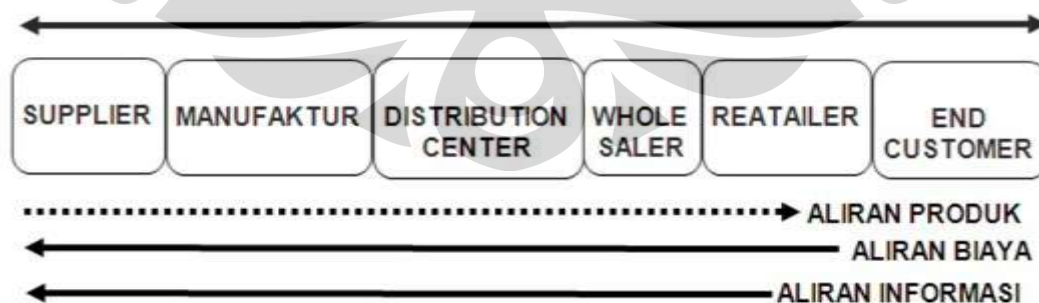 SUPPLIER
MANUFAKTUR
DISTRIBUTION
CENTER
WHOLE
SALER
REATAILER
END
CUSTOMER
ALIRAN PRODUK
ALIRAN BIAYA
ALIRAN INFORMASI